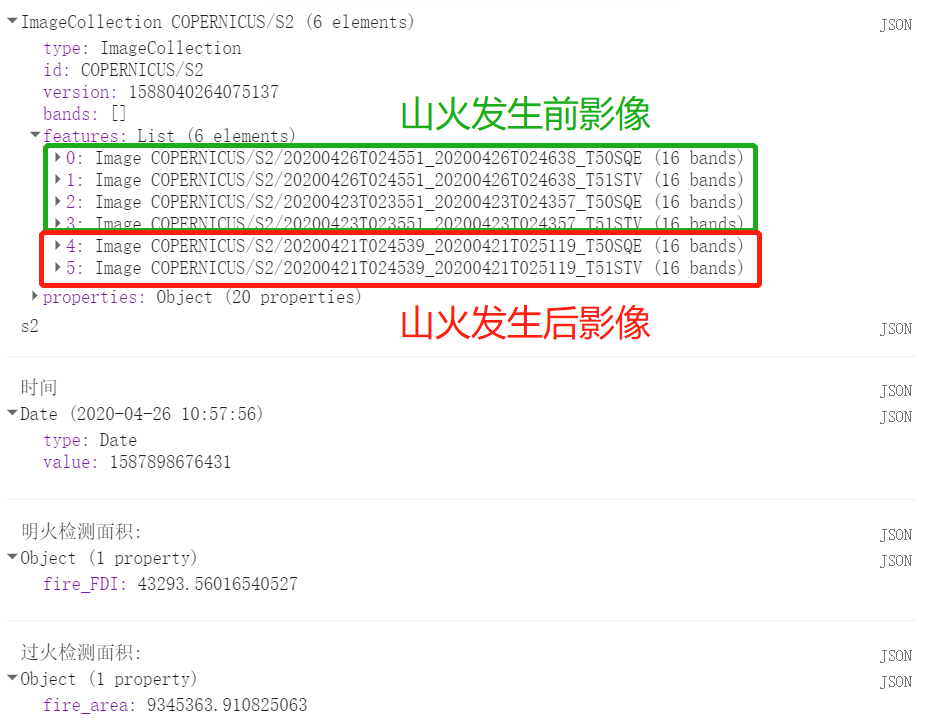 ImageCollection COPERNICUS/S2 (6 elements) JSON
type: ImageCollection
id: COPERNICUS/S2
version: 1588040264075137
bands: []
山火发生前影像
features: List (6 elements)
0: Image COPERNICUS/S2/20200426T024551_20200426T024638_T50SQE (16 bands)
1: Image COPERNICUS/S2/20200426T024551_20200426T024638_T51STV (16 bands)
2: Image COPERNICUS/S2/20200423T023551_20200423T024357_T50SQE (16 bands)
3: Image COPERNICUS/S2/20200423T023551_20200423T024357_T51STV (16 bands)
4: Image COPERNICUS/S2/20200421T024539_20200421T025119_T50SQE (16 bands)
5: Image COPERNICUS/S2/20200421T024539_20200421T025119_T51STV (16 bands)
properties: Object (20 properties)
山火发生后影像
s2 JSON
时间 JSON
Date (2020-04-26 10:57:56) JSON
type: Date
value: 1587898676431
明火检测面积: JSON
Object (1 property) JSON
fire_FDI: 43293.56016540527
过火检测面积: JSON
Object (1 property) JSON
fire_area: 9345363.910825063